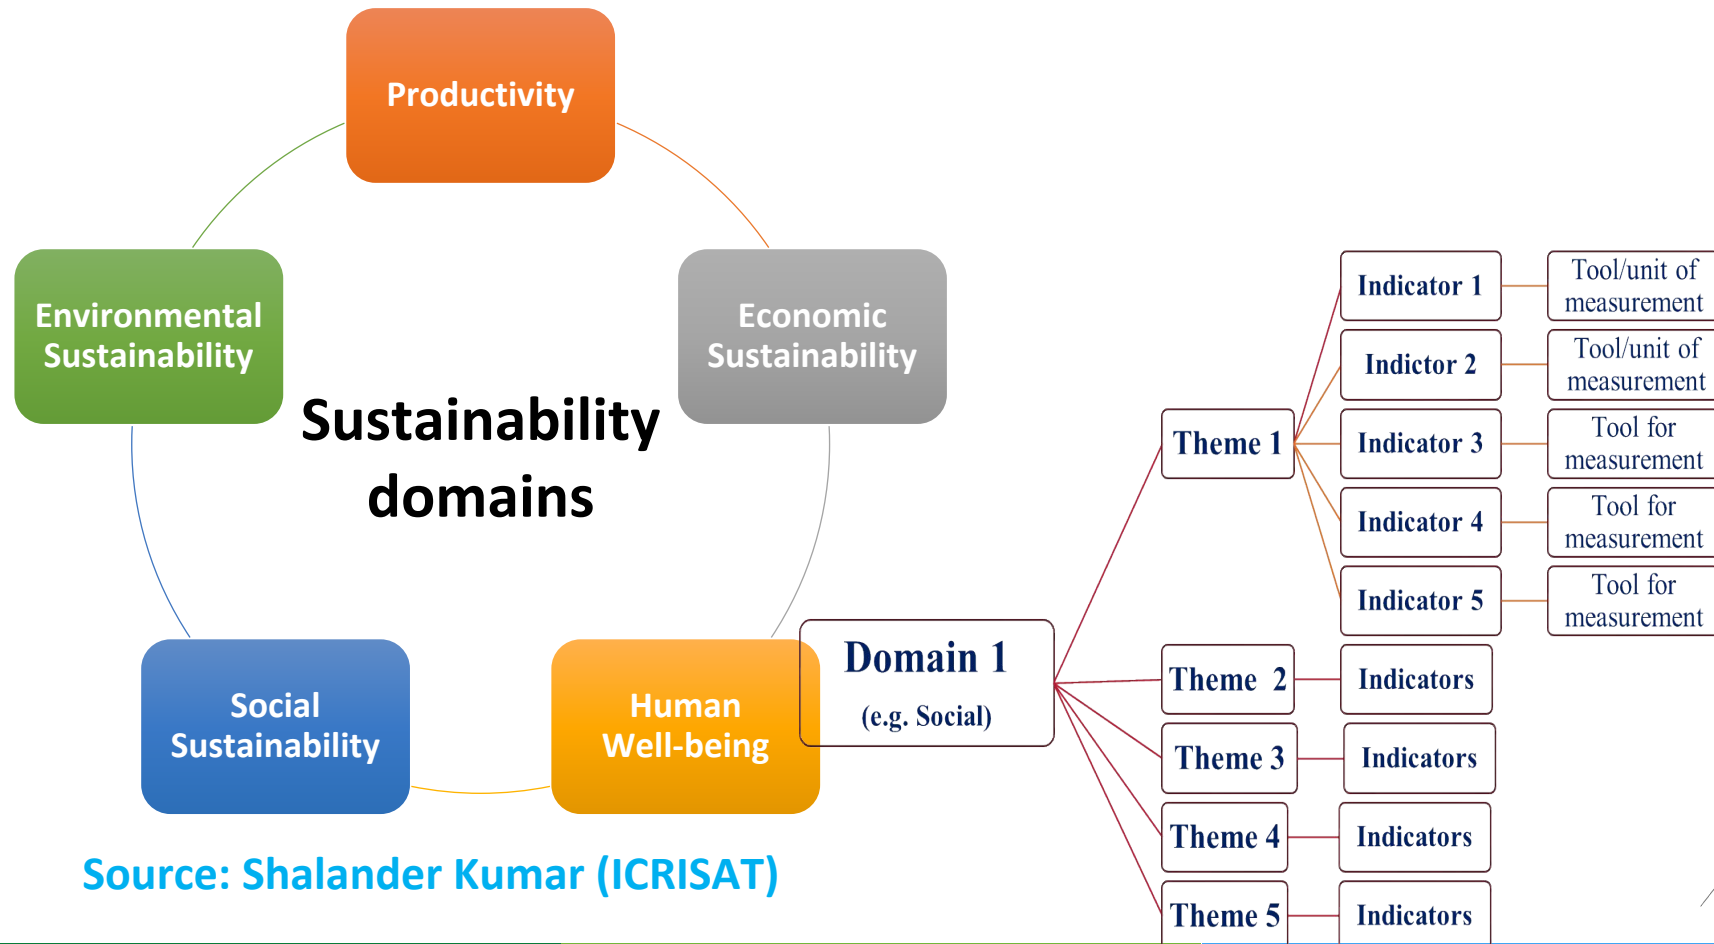 Productivity
Environmental
Sustainability
Economic
Sustainability
Sustainability
domains
Social
Sustainability
Human
Well-being
Source: Shalander Kumar (ICRISAT)
Domain 1
(e.g. Social)
Theme 1
Indicator 1
Tool/unit of
measurement
Indictor 2
Tool/unit of
measurement
Indicator 3
Tool for
measurement
Indicator 4
Tool for
measurement
Indicator 5
Tool for
measurement
Theme 2
Indicators
Theme 3
Indicators
Theme 4
Indicators
Theme 5
Indicators